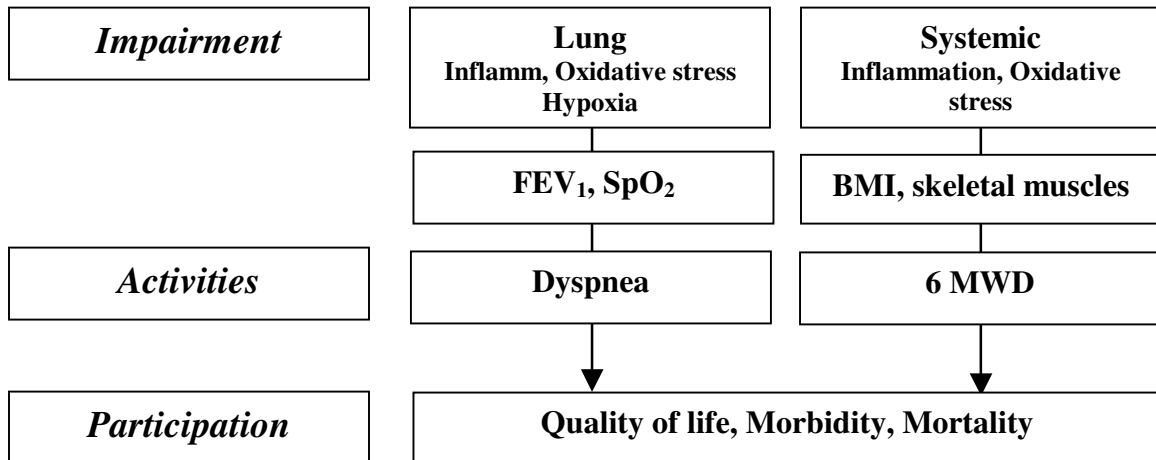 Impairment
Lung
Inflamm, Oxidative stress
Hypoxia
Systemic
Inflammation, Oxidative
stress
FEV₁, SpO₂
BMI, skeletal muscles
Activities
Dyspnea
6 MWD
Participation
Quality of life, Morbidity, Mortality